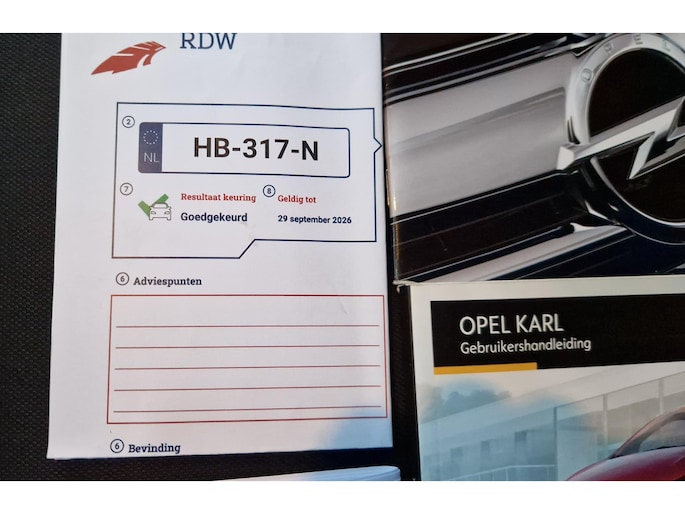 RDW
2
NL
HB-317-N
7
Resultaat keuring
Goedgekeurd
8
Geldig tot
29 september 2026
6 Adviespunten
6 Bevinding
OPEL
OPEL KARL
Gebruikershandleiding